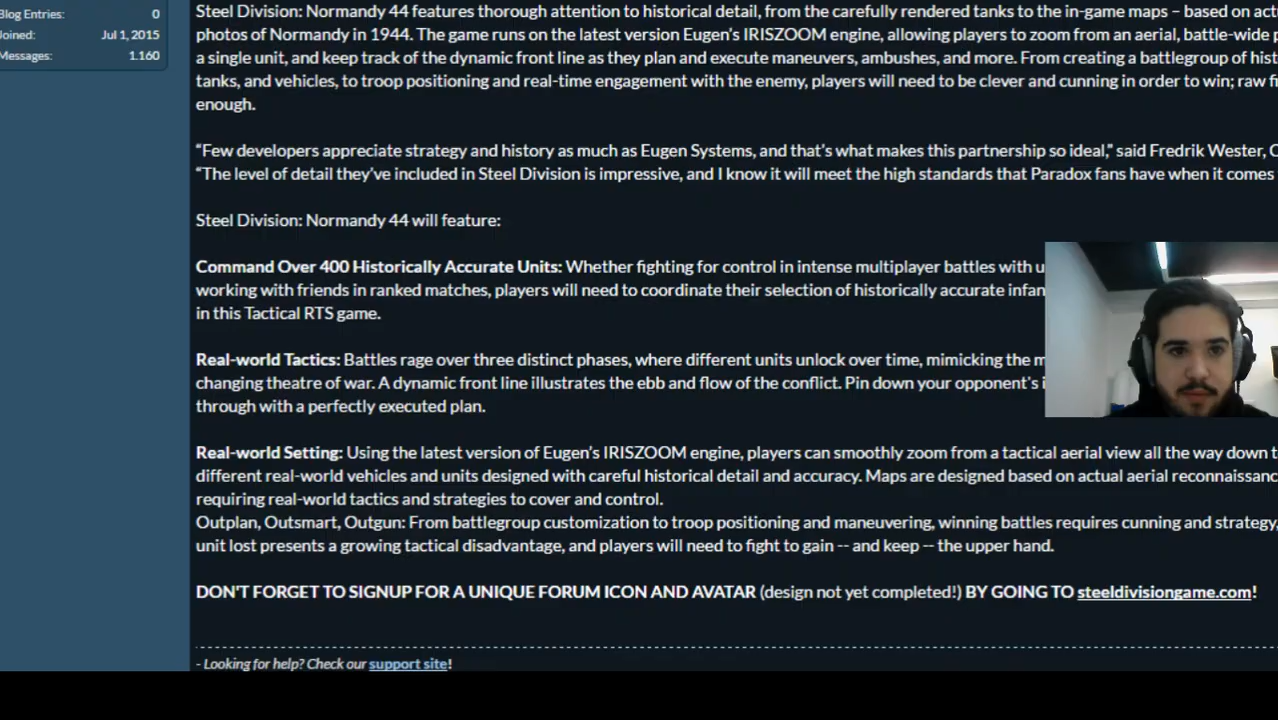 Blog Entries: 0
Joined: Jul 1, 2015
Messages: 1.160
Steel Division: Normandy 44 features thorough attention to historical detail, from the carefully rendered tanks to the in-game maps – based on
photos of Normandy in 1944. The game runs on the latest version Eugen's IRISZOOM engine, allowing players to zoom from an aerial, battle-wide
a single unit, and keep track of the dynamic front line as they plan and execute maneuvers, ambushes, and more. From creating a battlegroup of
tanks, and vehicles, to troop positioning and real-time engagement with the enemy, players will need to be clever and cunning in order to win; raw
enough.
“Few developers appreciate strategy and history as much as Eugen Systems, and that’s what makes this partnership so ideal,” said Fredrik Wester,
“The level of detail they’ve included in Steel Division is impressive, and I know it will meet the high standards that Paradox fans have when it comes
Steel Division: Normandy 44 will feature:
Command Over 400 Historically Accurate Units: Whether fighting for control in intense multiplayer battles with
working with friends in ranked matches, players will need to coordinate their selection of historically accurate
in this Tactical RTS game.
Real-world Tactics: Battles rage over three distinct phases, where different units unlock over time, mimicking the
changing theatre of war. A dynamic front line illustrates the ebb and flow of the conflict. Pin down your opponent's
through with a perfectly executed plan.
Real-world Setting: Using the latest version of Eugen’s IRISZOOM engine, players can smoothly zoom from a tactical aerial view all the way down
different real-world vehicles and units designed with careful historical detail and accuracy. Maps are designed based on actual aerial
requiring real-world tactics and strategies to cover and control.
Outplan, Outsmart, Outgun: From battlegroup customization to troop positioning and maneuvering, winning battles requires cunning and strategy,
unit lost presents a growing tactical disadvantage, and players will need to fight to gain -- and keep -- the upper hand.
DON'T FORGET TO SIGNUP FOR A UNIQUE FORUM ICON AND AVATAR (design not yet completed!) BY GOING TO steeldivisiongame.com!
- Looking for help? Check our support site!